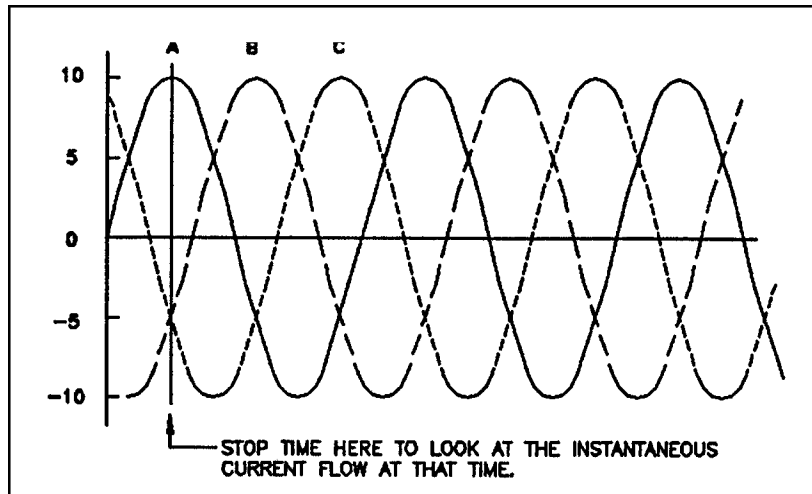 A B C
10
5
0
-5
-10
STOP TIME HERE TO LOOK AT THE INSTANTANEOUS
CURRENT FLOW AT THAT TIME.